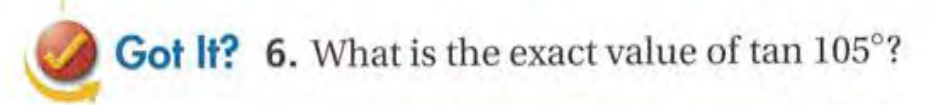 Got It? 6. What is the exact value of tan 105°?